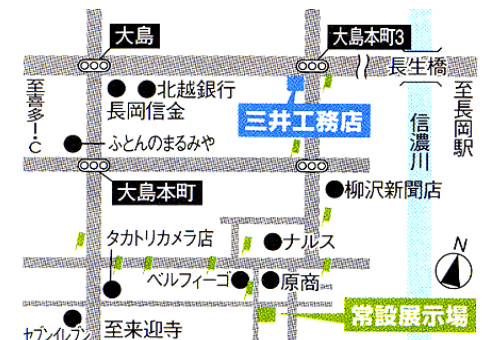 大島
大島本町3
長生橋
北越銀行
長岡信金
至喜多I・C
至長岡駅
三井工務店
信濃川
ふとんのまるみや
大島本町
柳沢新聞店
タカトリカメラ店
ナルス
N
ベルフィーゴ
原商
常設展示場
セブンイレブン
至来迎寺